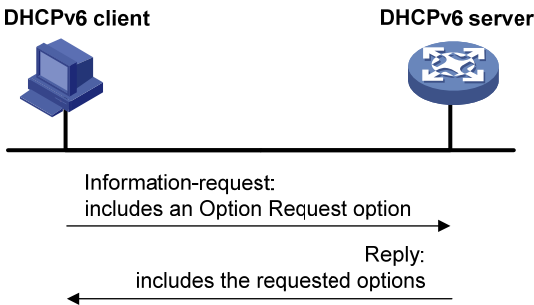 DHCPv6 client
DHCPv6 server
Information-request:
includes an Option Request option
Reply:
includes the requested options